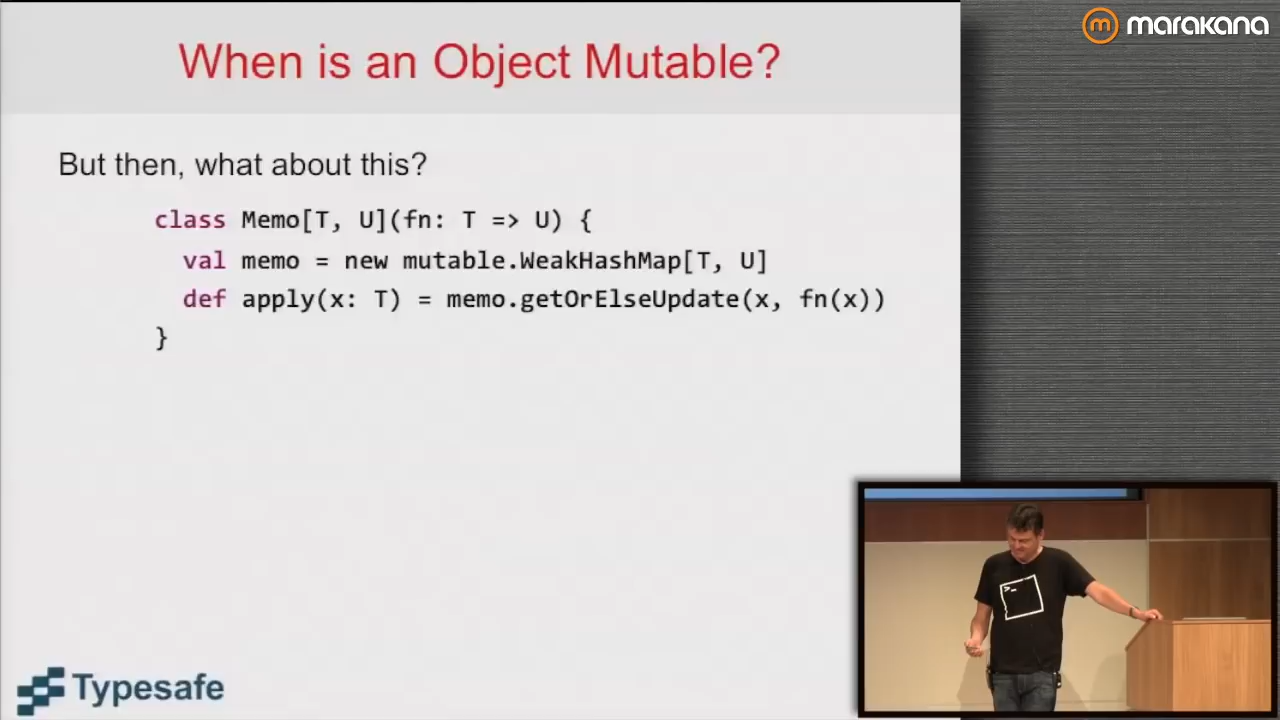 When is an Object Mutable?
But then, what about this?
class Memo[T, U](fn: T => U) {
val memo = new mutable.WeakHashMap[T, U]
def apply(x: T) = memo.getOrElseUpdate(x, fn(x))
}
Typesafe
m marakana
>_